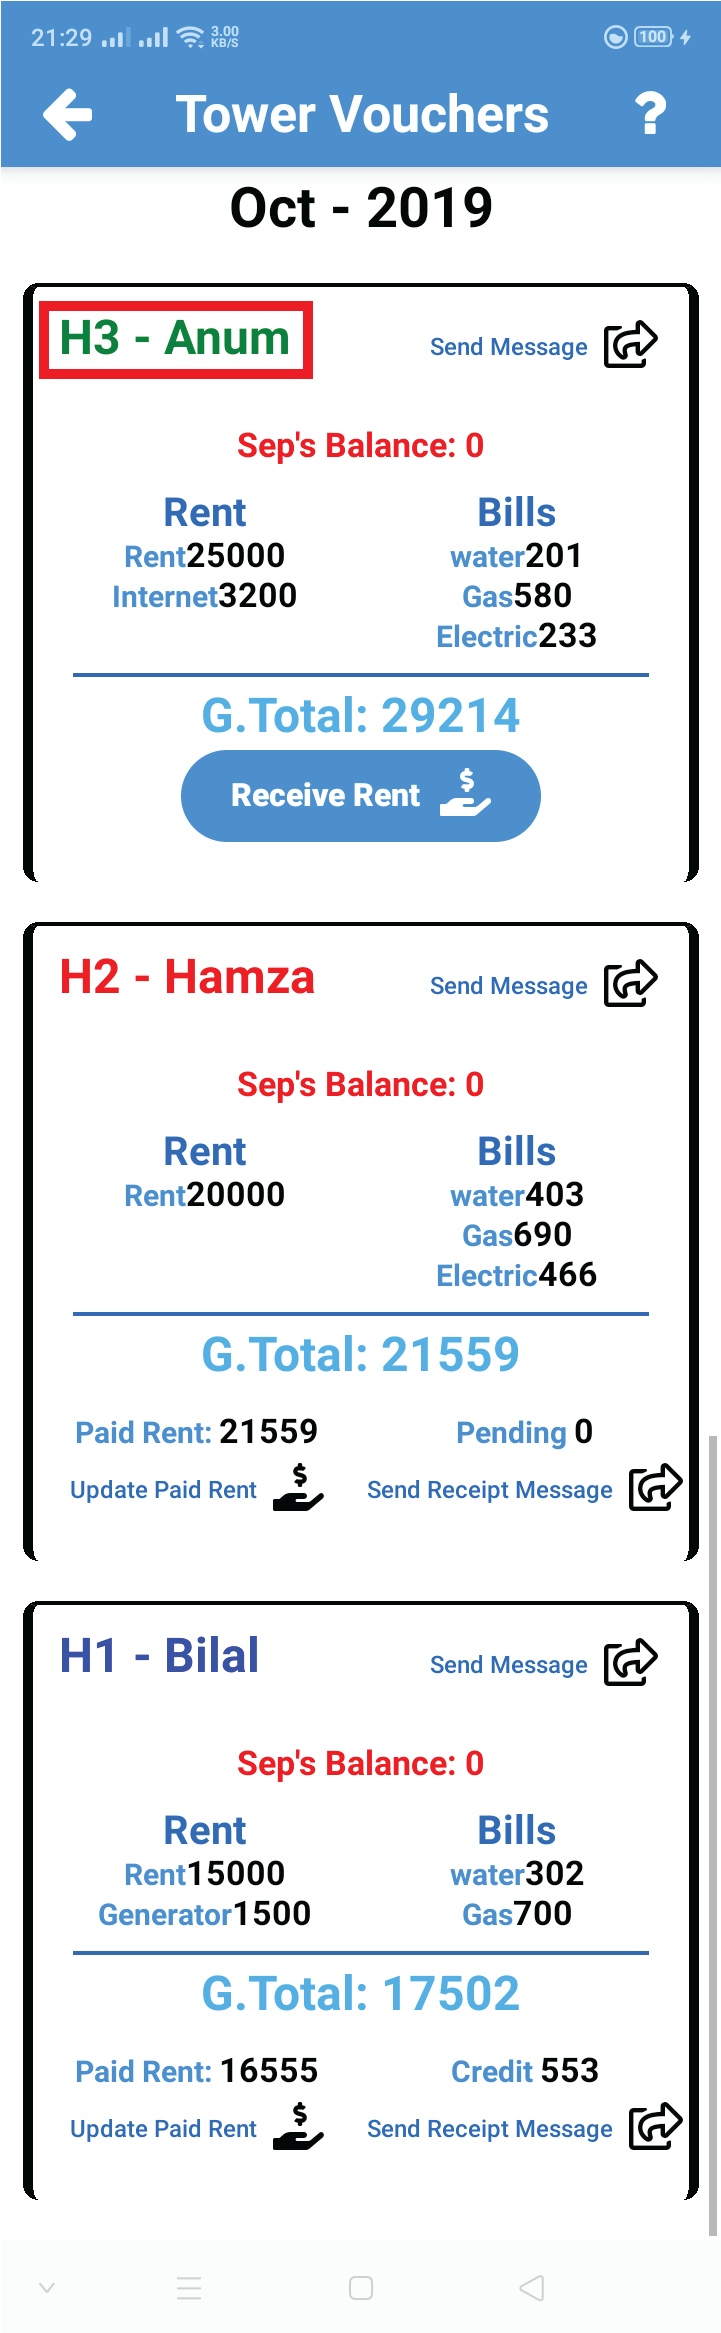 21:29 3.00 KB/S 100
Tower Vouchers ?
Oct - 2019
H3 - Anum Send Message
Sep's Balance: 0
Rent Bills
Rent25000 water201
Internet3200 Gas580
Electric233
G.Total: 29214
Receive Rent $
H2 - Hamza Send Message
Sep's Balance: 0
Rent Bills
Rent20000 water403
Gas690
Electric466
G.Total: 21559
Paid Rent: 21559 Pending 0
Update Paid Rent $ Send Receipt Message
H1 - Bilal Send Message
Sep's Balance: 0
Rent Bills
Rent15000 water302
Generator1500 Gas700
G.Total: 17502
Paid Rent: 16555 Credit 553
Update Paid Rent $ Send Receipt Message